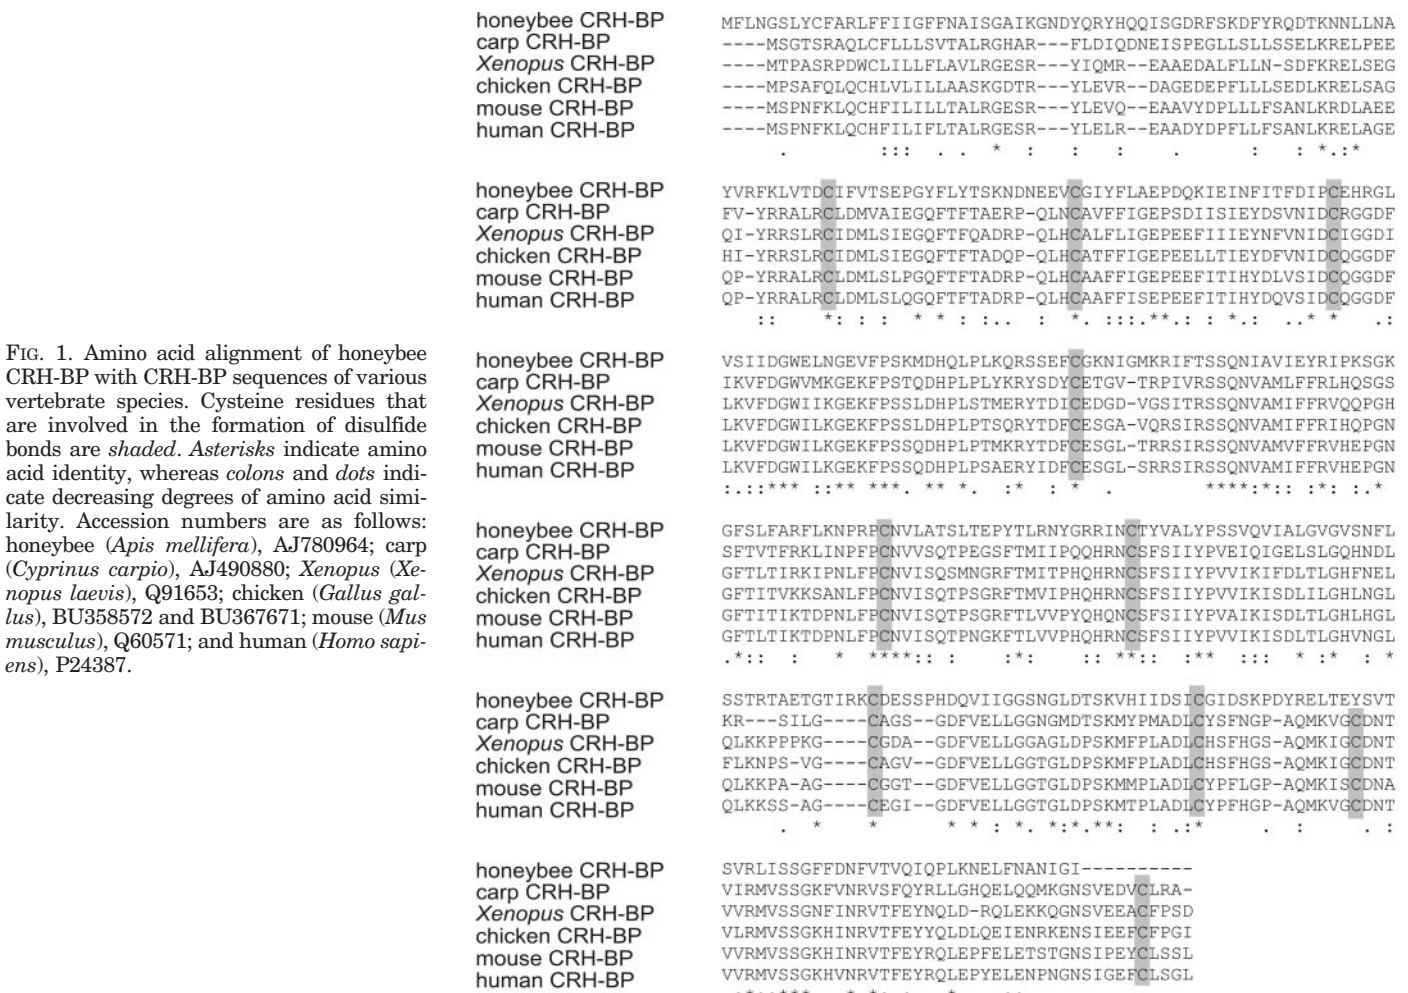 FIG. 1. Amino acid alignment of honeybee
CRH-BP with CRH-BP sequences of various
vertebrate species. Cysteine residues that
are involved in the formation of disulfide
bonds are shaded. Asterisks indicate amino
acid identity, whereas colons and dots indi-
cate decreasing degrees of amino acid simi-
larity. Accession numbers are as follows:
honeybee (Apis mellifera), AJ780964; carp
(Cyprinus carpio), AJ490880; Xenopus (Xe-
nopus laevis), Q91653; chicken (Gallus gal-
lus), BU358572 and BU367671; mouse (Mus
musculus), Q60571; and human (Homo sapi-
ens), P24387.
honeybee CRH-BP MFLNGSLYCFARLFFIIGFFNAISGAIKGNDYQRYHQQISGDRFSKDFYRQDTKNNLLNA
carp CRH-BP ----MSGTSRAQLCFLLLSVTALRGHAR---FLDIQDNEISPEGLLSLLSSELKRELPEE
Xenopus CRH-BP ----MTPASRPDWCLILLFLAVLRGESR---YIQMR--EAAEDALFLLN-SDFKRELSEG
chicken CRH-BP ----MPSAFQLQCHLVLILLAASKGDTR---YLEVR--DAGEDEPFLLLSEDLKRELSAG
mouse CRH-BP ----MSPNFKLQCHFILILLTALRGESR---YLEVQ--EAAVYDPLLLFSANLKRDLAEE
human CRH-BP ----MSPNFKLQCHFILIFLTALRGESR---YLELR--EAADYDPFLLFSANLKRELAGE
. ::: . . * : : : . : : *.:*
honeybee CRH-BP YVRFKLVTDCIFVTSEPGYFLYTSKNDNEEVCGIYFLAEPDQKIEINFITFDIPCEHRGL
carp CRH-BP FV-YRRALRCLDMVAIEGQFTFTAERP-QLNCAVFFIGEPSDIISIEYDSVNIDCRGGDF
Xenopus CRH-BP QI-YRRSLRCIDMLSIEGQFTFQADRP-QLHCALFLIGEPEEFIIIEYNFVNIDCIGGDI
chicken CRH-BP HI-YRRSLRCIDMLSIEGQFTFTADQP-QLHCATFFIGEPEELLTIEYDFVNIDCQGGDF
mouse CRH-BP QP-YRRALRCLDMLSLPGQFTFTADRP-QLHCAAFFIGEPEEFITIHYDLVSIDCQGGDF
human CRH-BP QP-YRRALRCLDMLSLQGQFTFTADRP-QLHCAAFFISEPEEFITIHYDQVSIDCQGGDF
:: *: : : * * : :.. : *. :::.**.: : *.: ..* * .:
honeybee CRH-BP VSIIDGWELNGEVFPSKMDHQLPLKQRSSEFCGKNIGMKRIFTSSQNIAVIEYRIPKSGK
carp CRH-BP IKVFDGWVMKGEKFPSTQDHPLPLYKRYSDYCETGV-TRPIVRSSQNVAMLFFRLHQSGS
Xenopus CRH-BP LKVFDGWIIKGEKFPSSLDHPLSTMERYTDICEDGD-VGSITRSSQNVAMIFFRVQQPGH
chicken CRH-BP LKVFDGWILKGEKFPSSLDHPLPTSQRYTDFCESGA-VQRSIRSSQNVAMIFFRIHQPGN
mouse CRH-BP LKVFDGWILKGEKFPSSQDHPLPTMKRYTDFCESGL-TRRSIRSSQNVAMVFFRVHEPGN
human CRH-BP LKVFDGWILKGEKFPSSQDHPLPSAERYIDFCESGL-SRRSIRSSQNVAMIFFRVHEPGN
:.::*** ::** ***. ** *. :* : * . ****:*:: :*: :.*
honeybee CRH-BP GFSLFARFLKNPRPCNVLATSLTEPYTLRNYGRRINCTYVALYPSSVQVIALGVGVSNFL
carp CRH-BP SFTVTFRKLINPFPCNVVSQTPEGSFTMIIPQQHRNCSFSIIYPVEIQIGELSLGQHNDL
Xenopus CRH-BP GFTLTIRKIPNLFPCNVISQSMNGRFTMITPHQHRNCSFSIIYPVVIKIFDLTLGHFNEL
chicken CRH-BP GFTITVKKSANLFPCNVISQTPSGRFTMVIPHQHRNCSFSIIYPVVIKISDLILGHLNGL
mouse CRH-BP GFTITIKTDPNLFPCNVISQTPSGRFTLVVPYQHQNCSFSIIYPVAIKISDLTLGHLHGL
human CRH-BP GFTLTIKTDPNLFPCNVISQTPNGKFTLVVPHQHRNCSFSIIYPVVIKISDLTLGHVNGL
.*:: : * ****:: : :*: :: **:: :** ::: * :* : *
honeybee CRH-BP SSTRTAETGTIRKCDESSPHDQVIIGGSNGLDTSKVHIIDSICGIDSKPDYRELTEYSVT
carp CRH-BP KR---SILG----CAGS--GDFVELLGGNGMDTSKMYPMADLCYSFNGP-AQMKVGCDNT
Xenopus CRH-BP QLKKPPPKG----CGDA--GDFVELLGGAGLDPSKMFPLADLCHSFHGS-AQMKIGCDNT
chicken CRH-BP FLKNPS-VG----CAGV--GDFVELLGGTGLDPSKMFPLADLCHSFHGS-AQMKIGCDNT
mouse CRH-BP QLKKPA-AG----CGGT--GDFVELLGGTGLDPSKMMPLADLCYPFLGP-AQMKISCDNA
human CRH-BP QLKKSS-AG----CEGI--GDFVELLGGTGLDPSKMTPLADLCYPFHGP-AQMKVGCDNT
. * * * * : *. *:*.**: : .:* . : . :
honeybee CRH-BP SVRLISSGFFDNFVTVQIQPLKNELFNANIGI----------
carp CRH-BP VIRMVSSGKFVNRVSFQYRLLGHQELQQMKGNSVEDVCLRA-
Xenopus CRH-BP VVRMVSSGNFINRVTFEYNQLD-RQLEKKQGNSVEEACFPSD
chicken CRH-BP VLRMVSSGKHINRVTFEYYQLDLQEIENRKENSIEEFCFPGI
mouse CRH-BP VVRMVSSGKHINRVTFEYRQLEPFELETSTGNSIPEYCLSSL
human CRH-BP VVRMVSSGKHVNRVTFEYRQLEPYELENPNGNSIGEFCLSGL